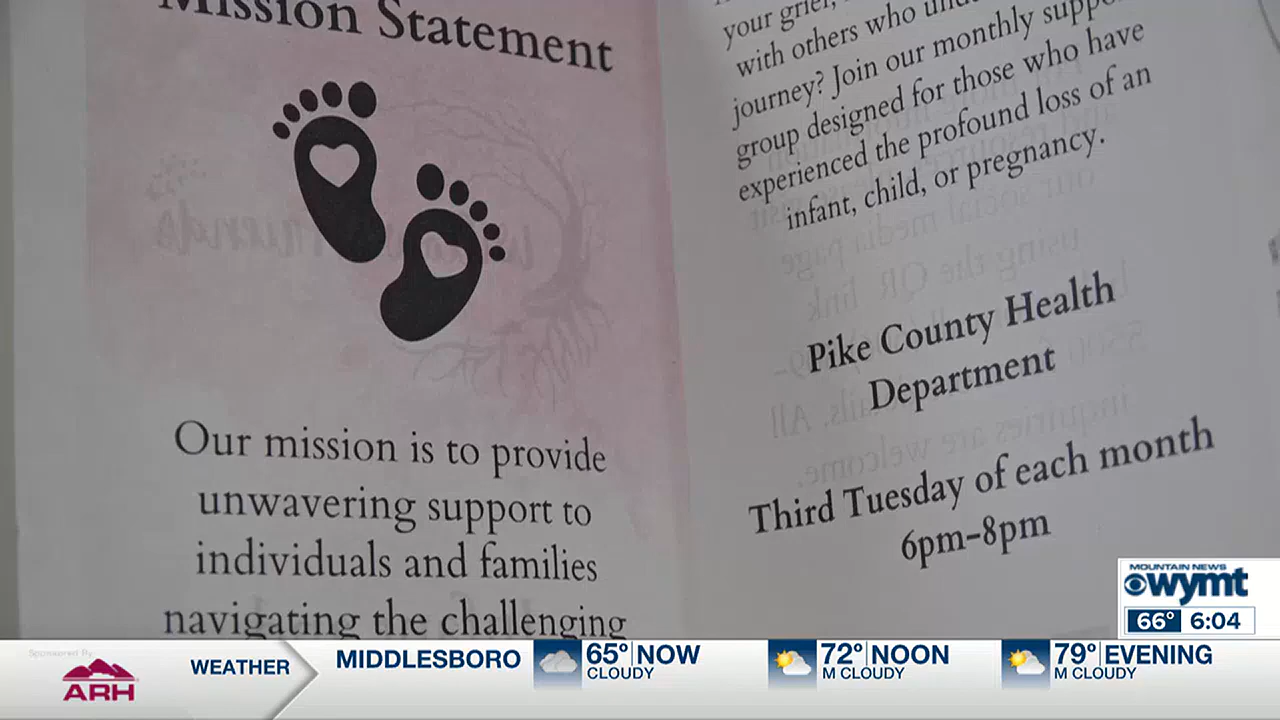 Mission Statement
Our mission is to provide
unwavering support to
individuals and families
navigating the challenging
your grief,
with others who
journey? Join our monthly
group designed for those who have
experienced the profound loss of an
infant, child, or pregnancy.
Pike County Health
Department
Third Tuesday of each month
6pm-8pm
MOUNTAIN NEWS
wymt
66° 6:04
Sponsored By
ARH
WEATHER
MIDDLESBORO
65° NOW
CLOUDY
72° NOON
M CLOUDY
79° EVENING
M CLOUDY